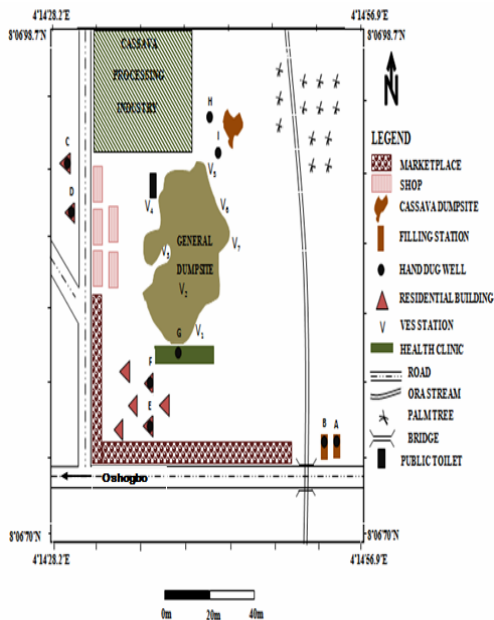 4°14'28.2'E
4°14'56.9'E
8°06'98.7'N
8°06'98.7'N
CASSAVA
PROCESSING
INDUSTRY
H
I
N
C
D
V5
V4
V6
V7
V3
GENERAL
DUMPSITE
V2
V1
G
F
E
B
A
LEGEND
MARKETPLACE
SHOP
CASSAVA DUMPSITE
FILLING STATION
HAND DUG WELL
RESIDENTIAL BUILDING
V
VES STATION
HEALTH CLINIC
ROAD
ORA STREAM
PALM TREE
BRIDGE
PUBLIC TOILET
Oshogbo
8°06'70'N
8°06'70'N
4°14'28.2'E
4°14'56.9'E
0m 20m 40m